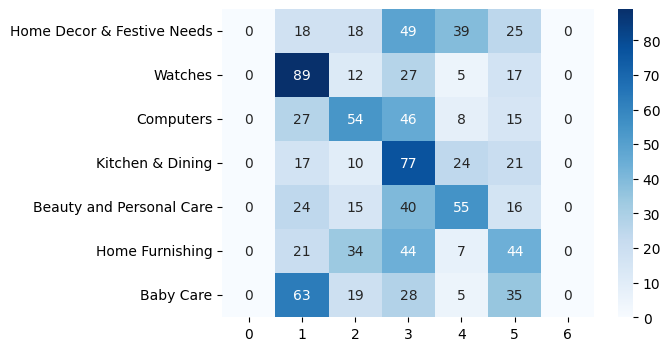 Home Decor & Festive Needs 0 18 18 49 39 25 0
Watches 0 89 12 27 5 17 0
Computers 0 27 54 46 8 15 0
Kitchen & Dining 0 17 10 77 24 21 0
Beauty and Personal Care 0 24 15 40 55 16 0
Home Furnishing 0 21 34 44 7 44 0
Baby Care 0 63 19 28 5 35 0
0 1 2 3 4 5 6
80
70
60
50
40
30
20
10
0